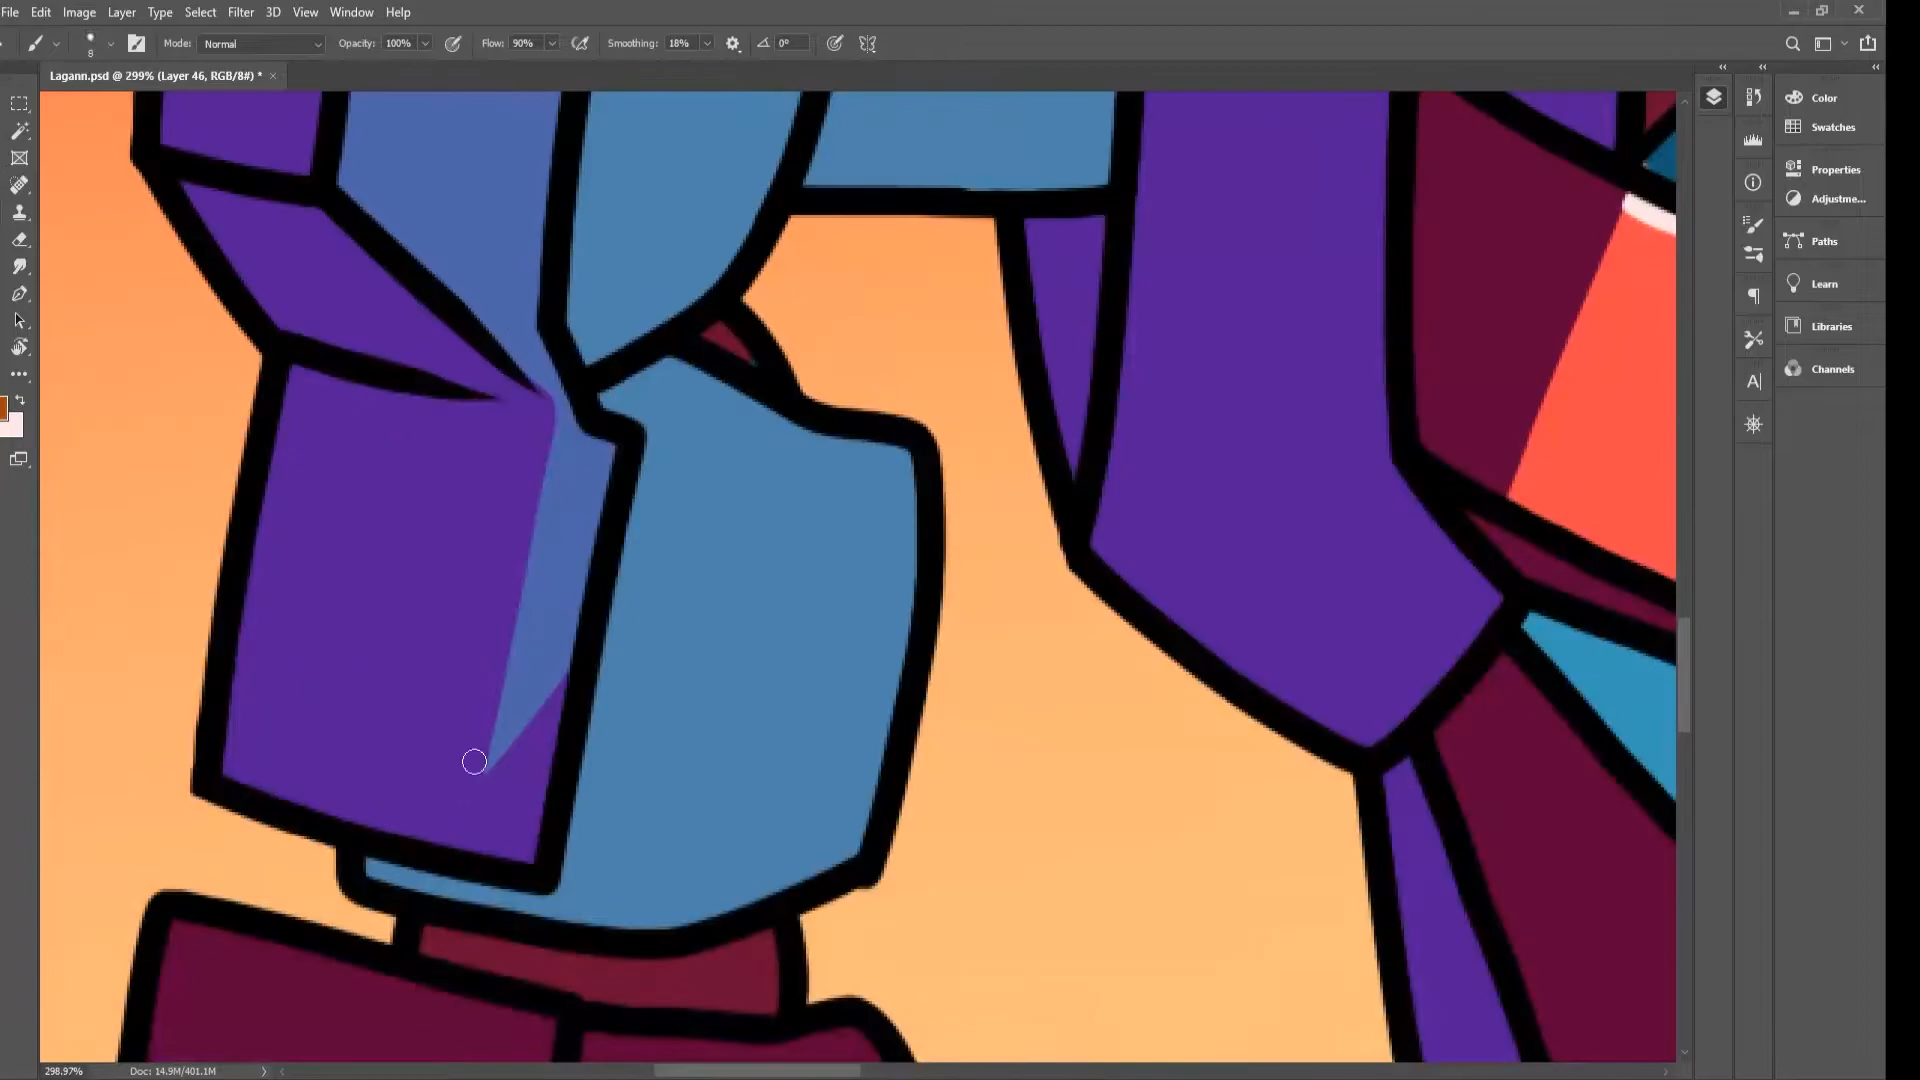 File Edit Image Layer Type Select Filter 3D View Window Help
8 Mode: Normal Opacity: 100% Flow: 90% Smoothing: 18% 0°
Lagann.psd @ 299% (Layer 46, RGB/8#) * ×
Color
Swatches
Properties
Adjustme...
Paths
Learn
Libraries
Channels
298.97% Doc: 14.9M/401.1M